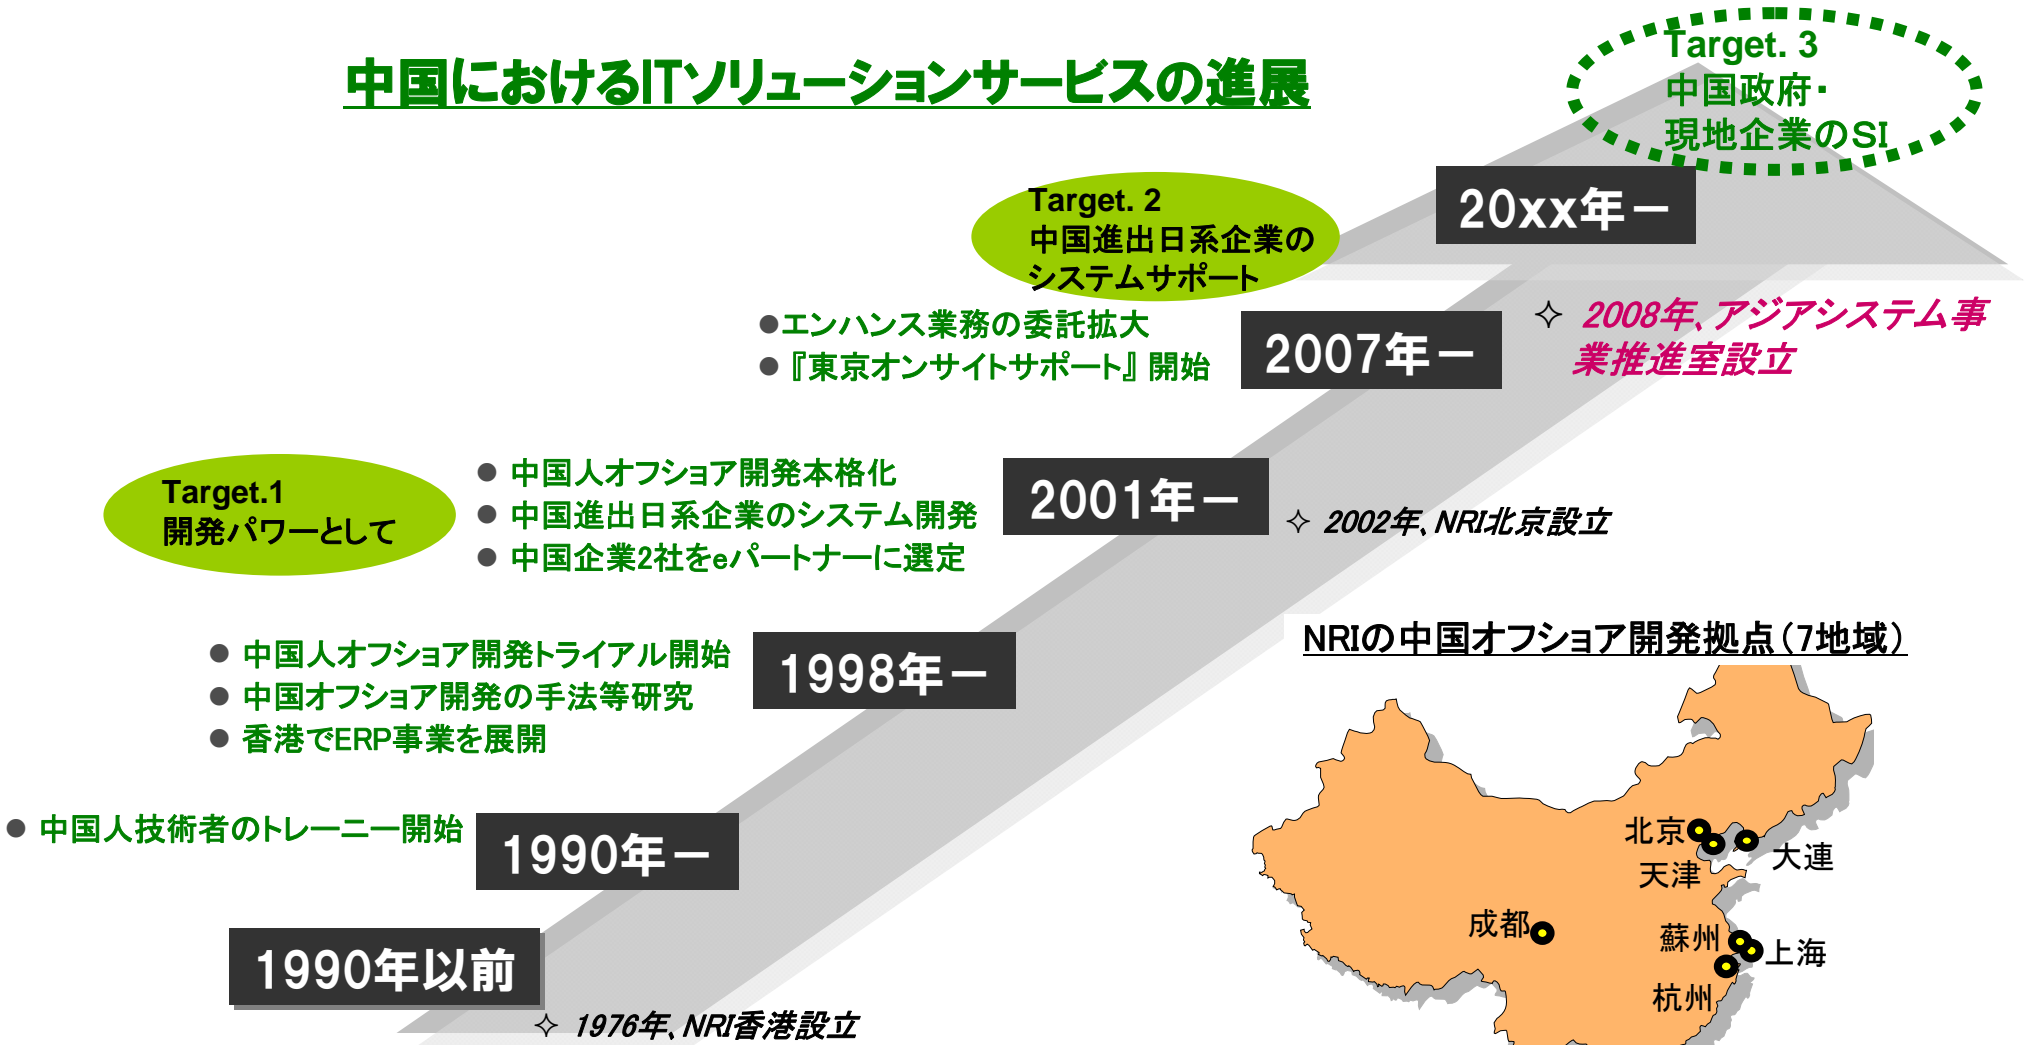 中国におけるITソリューションサービスの進展
Target. 3
中国政府・
現地企業のSI
20xx年－
Target. 2
中国進出日系企業の
システムサポート
●エンハンス業務の委託拡大
●『東京オンサイトサポート』開始
2007年－
✧ 2008年、アジアシステム事
業推進室設立
Target.1
開発パワーとして
● 中国人オフショア開発本格化
● 中国進出日系企業のシステム開発
● 中国企業2社をeパートナーに選定
2001年－
✧ 2002年、NRI北京設立
● 中国人オフショア開発トライアル開始
● 中国オフショア開発の手法等研究
● 香港でERP事業を展開
1998年－
● 中国人技術者のトレーニー開始
1990年－
1990年以前
✧ 1976年、NRI香港設立
NRIの中国オフショア開発拠点（7地域）
北京
大連
天津
成都
蘇州
上海
杭州